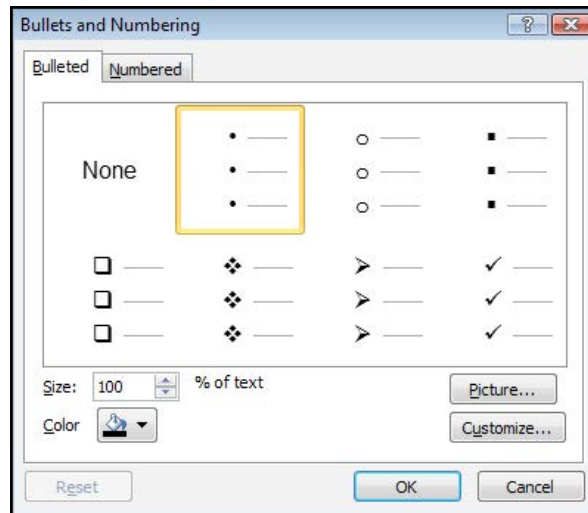 Bullets and Numbering
Bulleted Numbered
None
Size: 100 % of text
Picture...
Color
Customize...
Reset OK Cancel